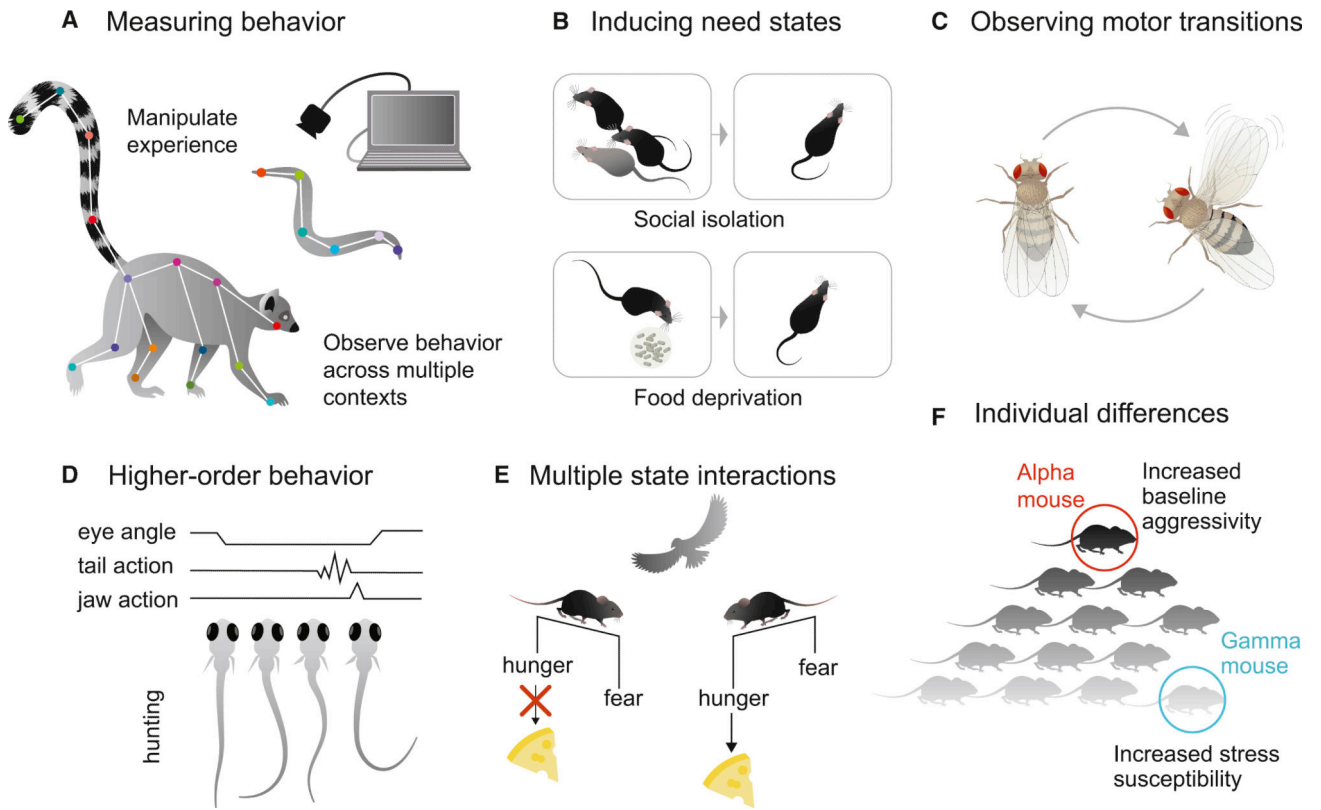 A Measuring behavior
Manipulate
experience
Observe behavior
across multiple
contexts
B Inducing need states
Social isolation
Food deprivation
C Observing motor transitions
D Higher-order behavior
eye angle
tail action
jaw action
hunting
E Multiple state interactions
hunger
fear
hunger
fear
F Individual differences
Alpha
mouse
Increased
baseline
aggressivity
Gamma
mouse
Increased stress
susceptibility